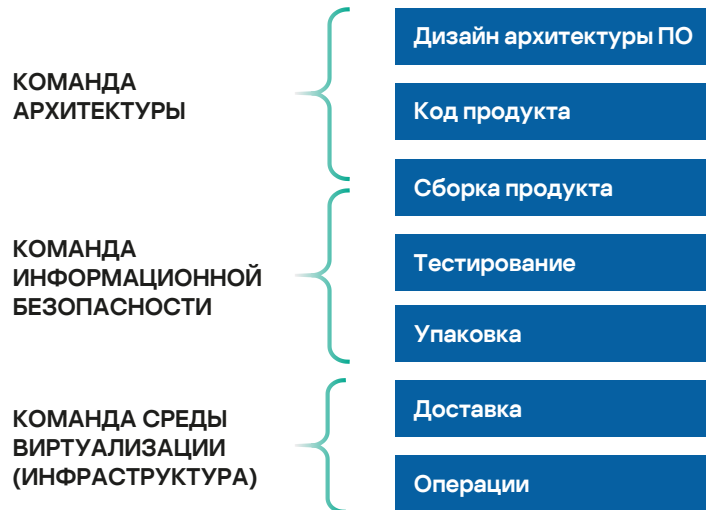 КОМАНДА
АРХИТЕКТУРЫ
Дизайн архитектуры ПО
Код продукта
Сборка продукта
КОМАНДА
ИНФОРМАЦИОННОЙ
БЕЗОПАСНОСТИ
Тестирование
Упаковка
КОМАНДА СРЕДЫ
ВИРТУАЛИЗАЦИИ
(ИНФРАСТРУКТУРА)
Доставка
Операции